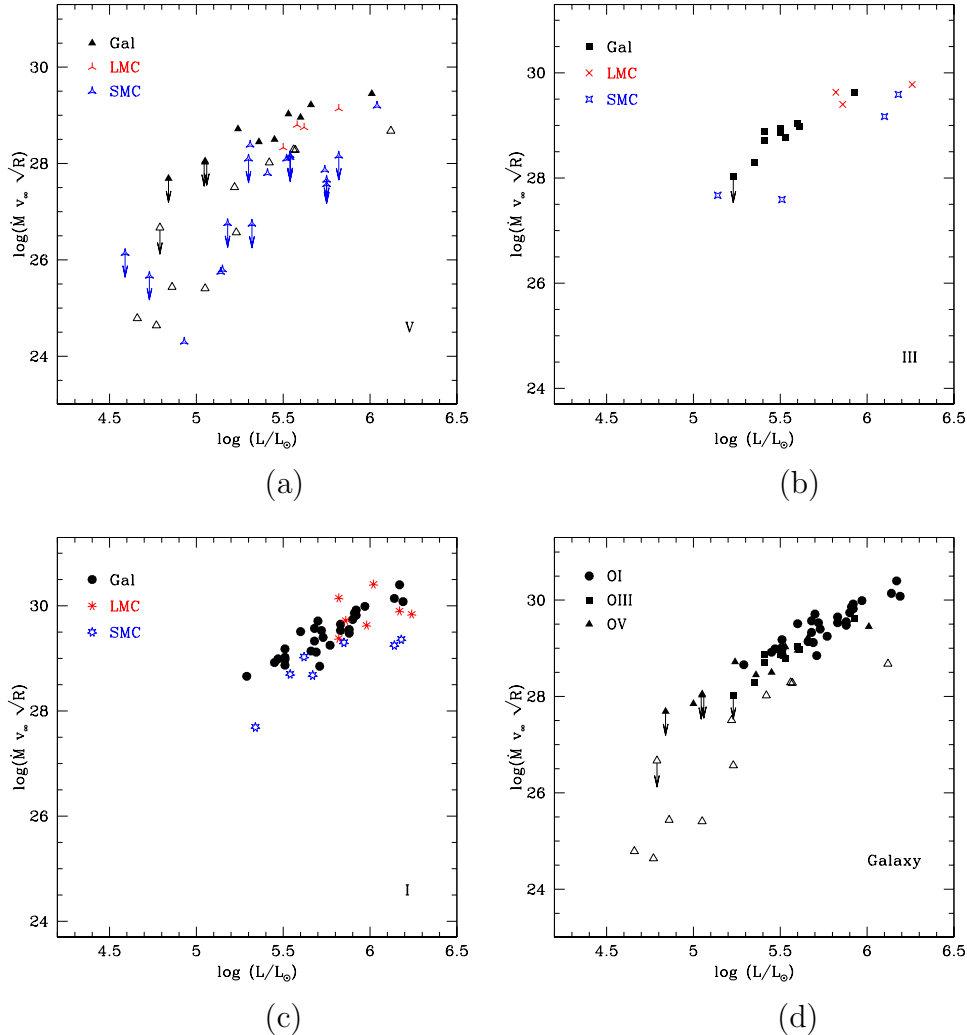 Gal
LMC
SMC
30
28
26
24
log(Ṁ v∞ √R)
V
4.5 5 5.5 6 6.5
log (L/L⊙)
(a)
Gal
LMC
SMC
30
28
26
24
log(Ṁ v∞ √R)
III
4.5 5 5.5 6 6.5
log (L/L⊙)
(b)
Gal
LMC
SMC
30
28
26
24
log(Ṁ v∞ √R)
I
4.5 5 5.5 6 6.5
log (L/L⊙)
(c)
OI
OIII
OV
30
28
26
24
log(Ṁ v∞ √R)
Galaxy
4.5 5 5.5 6 6.5
log (L/L⊙)
(d)